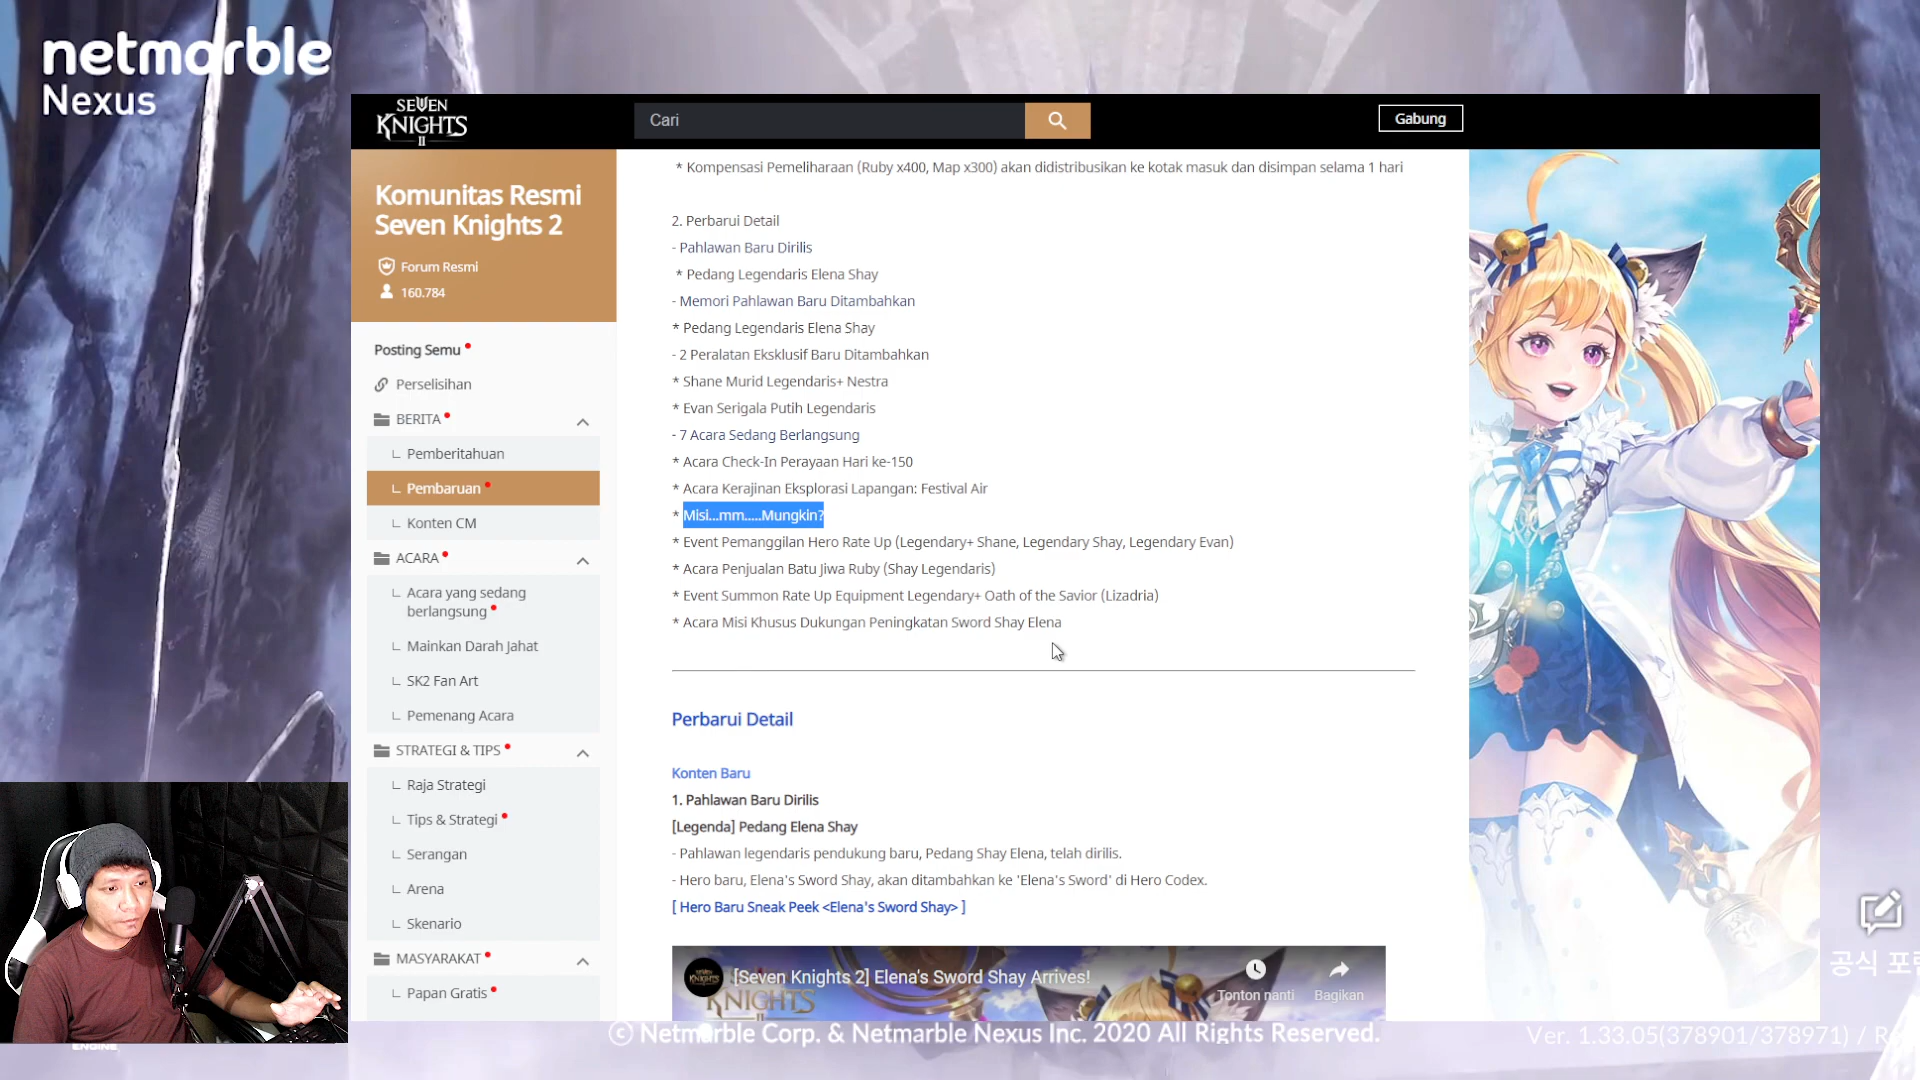 netmarble
Nexus
SEVEN
KNIGHTS
II
Cari
Gabung
Komunitas Resmi
Seven Knights 2
Forum Resmi
160.784
Posting Semu
Perselisihan
BERITA
Pemberitahuan
Pembaruan
Konten CM
ACARA
Acara yang sedang
berlangsung
Mainkan Darah Jahat
SK2 Fan Art
Pemenang Acara
STRATEGI & TIPS
Raja Strategi
Tips & Strategi
Serangan
Arena
Skenario
MASYARAKAT
Papan Gratis
* Kompensasi Pemeliharaan (Ruby x400, Map x300) akan didistribusikan ke kotak masuk dan disimpan selama 1 hari
2. Perbarui Detail
- Pahlawan Baru Dirilis
* Pedang Legendaris Elena Shay
- Memori Pahlawan Baru Ditambahkan
* Pedang Legendaris Elena Shay
- 2 Peralatan Eksklusif Baru Ditambahkan
* Shane Murid Legendaris+ Nestra
* Evan Serigala Putih Legendaris
- 7 Acara Sedang Berlangsung
* Acara Check-In Perayaan Hari ke-150
* Acara Kerajinan Eksplorasi Lapangan: Festival Air
* Misi...mm.....Mungkin?
* Event Pemanggilan Hero Rate Up (Legendary+ Shane, Legendary Shay, Legendary Evan)
* Acara Penjualan Batu Jiwa Ruby (Shay Legendaris)
* Event Summon Rate Up Equipment Legendary+ Oath of the Savior (Lizadria)
* Acara Misi Khusus Dukungan Peningkatan Sword Shay Elena
Perbarui Detail
Konten Baru
1. Pahlawan Baru Dirilis
[Legenda] Pedang Elena Shay
- Pahlawan legendaris pendukung baru, Pedang Shay Elena, telah dirilis.
- Hero baru, Elena's Sword Shay, akan ditambahkan ke 'Elena's Sword' di Hero Codex.
[ Hero Baru Sneak Peek <Elena's Sword Shay> ]
[Seven Knights 2] Elena's Sword Shay Arrives!
KNIGHTS
Tonton nanti
Bagikan
공식 포
ENGINE
© Netmarble Corp. & Netmarble Nexus Inc. 2020 All Rights Reserved.
Ver. 1.33.05(378901/378971) / R